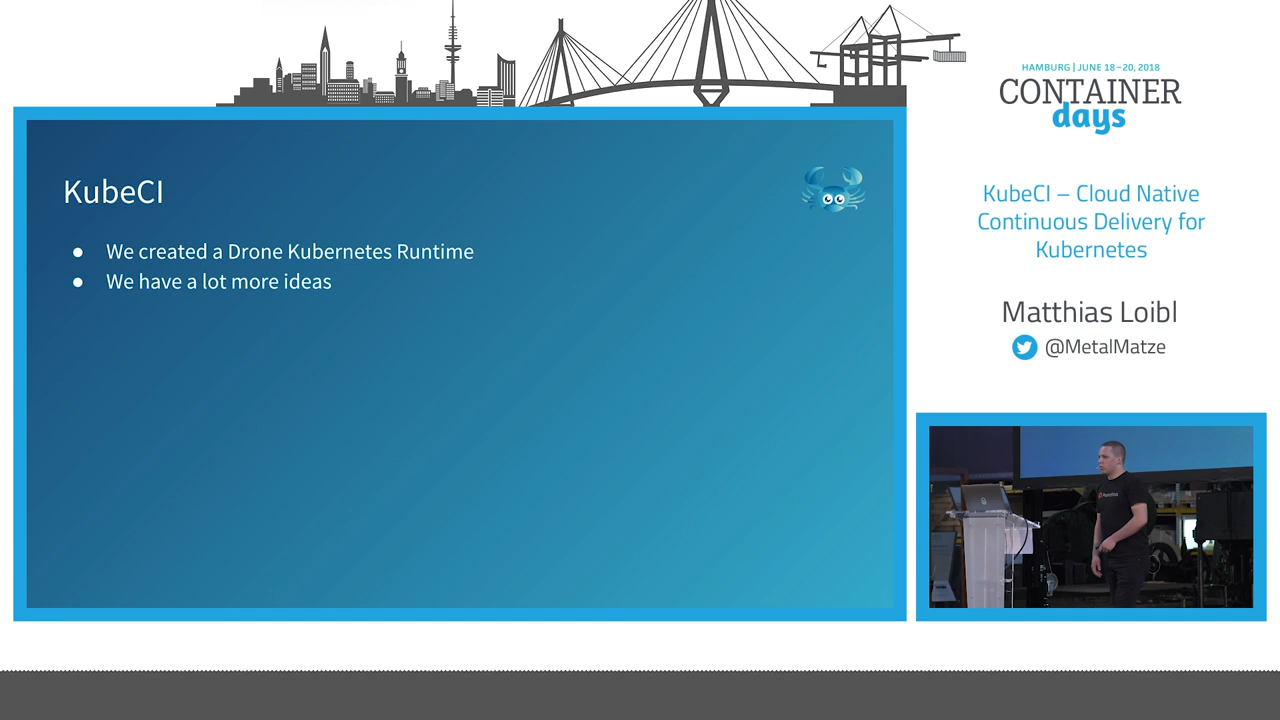 HAMBURG | JUNE 18–20, 2018
CONTAINER
days
KubeCI
We created a Drone Kubernetes Runtime
We have a lot more ideas
KubeCI – Cloud Native
Continuous Delivery for
Kubernetes
Matthias Loibl
@MetalMatze